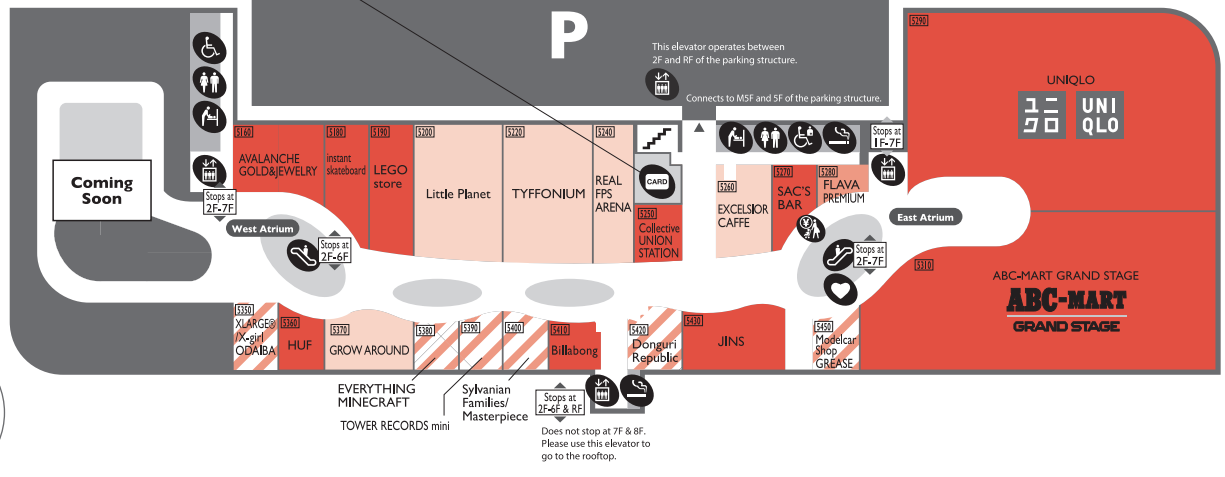 P
This elevator operates between
2F and RF of the parking structure.
Connects to M5F and 5F of the parking structure.
5290
UNIQLO
ユニ
クロ
UNI
QLO
Stops at
1F-7F
5160
AVALANCHE
GOLD&JEWELRY
5180
instant
skateboard
5190
LEGO
store
5200
Little Planet
5220
TYFFONIUM
5240
REAL
FPS
ARENA
CARD
5250
Collective
UNION
STATION
5260
EXCELSIOR
CAFFE
5270
SAC'S
BAR
5280
FLAVA
PREMIUM
Coming
Soon
Stops at
2F-7F
West Atrium
Stops at
2F-6F
East Atrium
Stops at
2F-7F
5310
ABC-MART GRAND STAGE
ABC-MART
GRAND STAGE
5350
XLARGE®
/X-girl
ODAIBA
5360
HUF
5370
GROW AROUND
5380
5390
5400
5410
Billabong
5420
Donguri
Republic
5430
JINS
5450
Modelcar
Shop
GREASE
EVERYTHING
MINECRAFT
TOWER RECORDS mini
Sylvanian
Families/
Masterpiece
Stops at
2F-6F & RF
Does not stop at 7F & 8F.
Please use this elevator to
go to the rooftop.